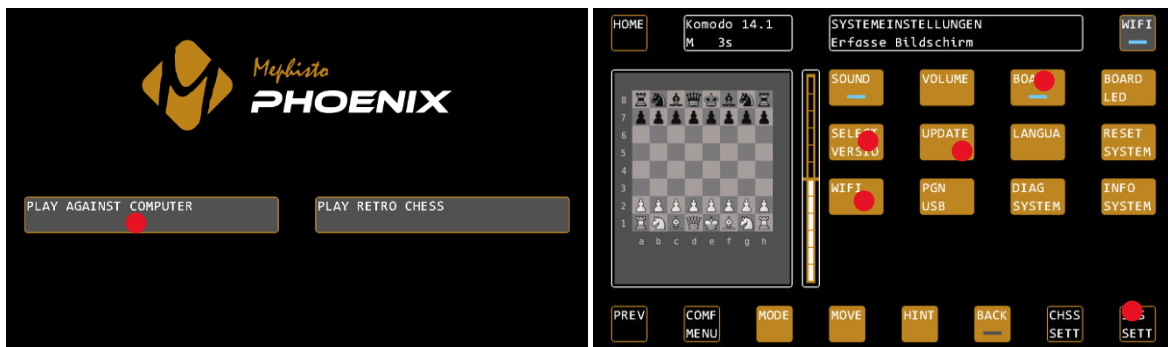 Mephisto
PHOENIX
PLAY AGAINST COMPUTER
PLAY RETRO CHESS
HOME
Komodo 14.1
M 3s
SYSTEMEINSTELLUNGEN
Erfasse Bildschirm
WIFI
SOUND
VOLUME
BOARD
LED
UPDATE
LANGUA
RESET
SYSTEM
WIFI
PGN
USB
DIAG
SYSTEM
INFO
SYSTEM
8
7
6
5
4
3
2
1
a b c d e f g h
PREV
COMF
MENU
MODE
MOVE
HINT
BACK
CHSS
SETT
SETT